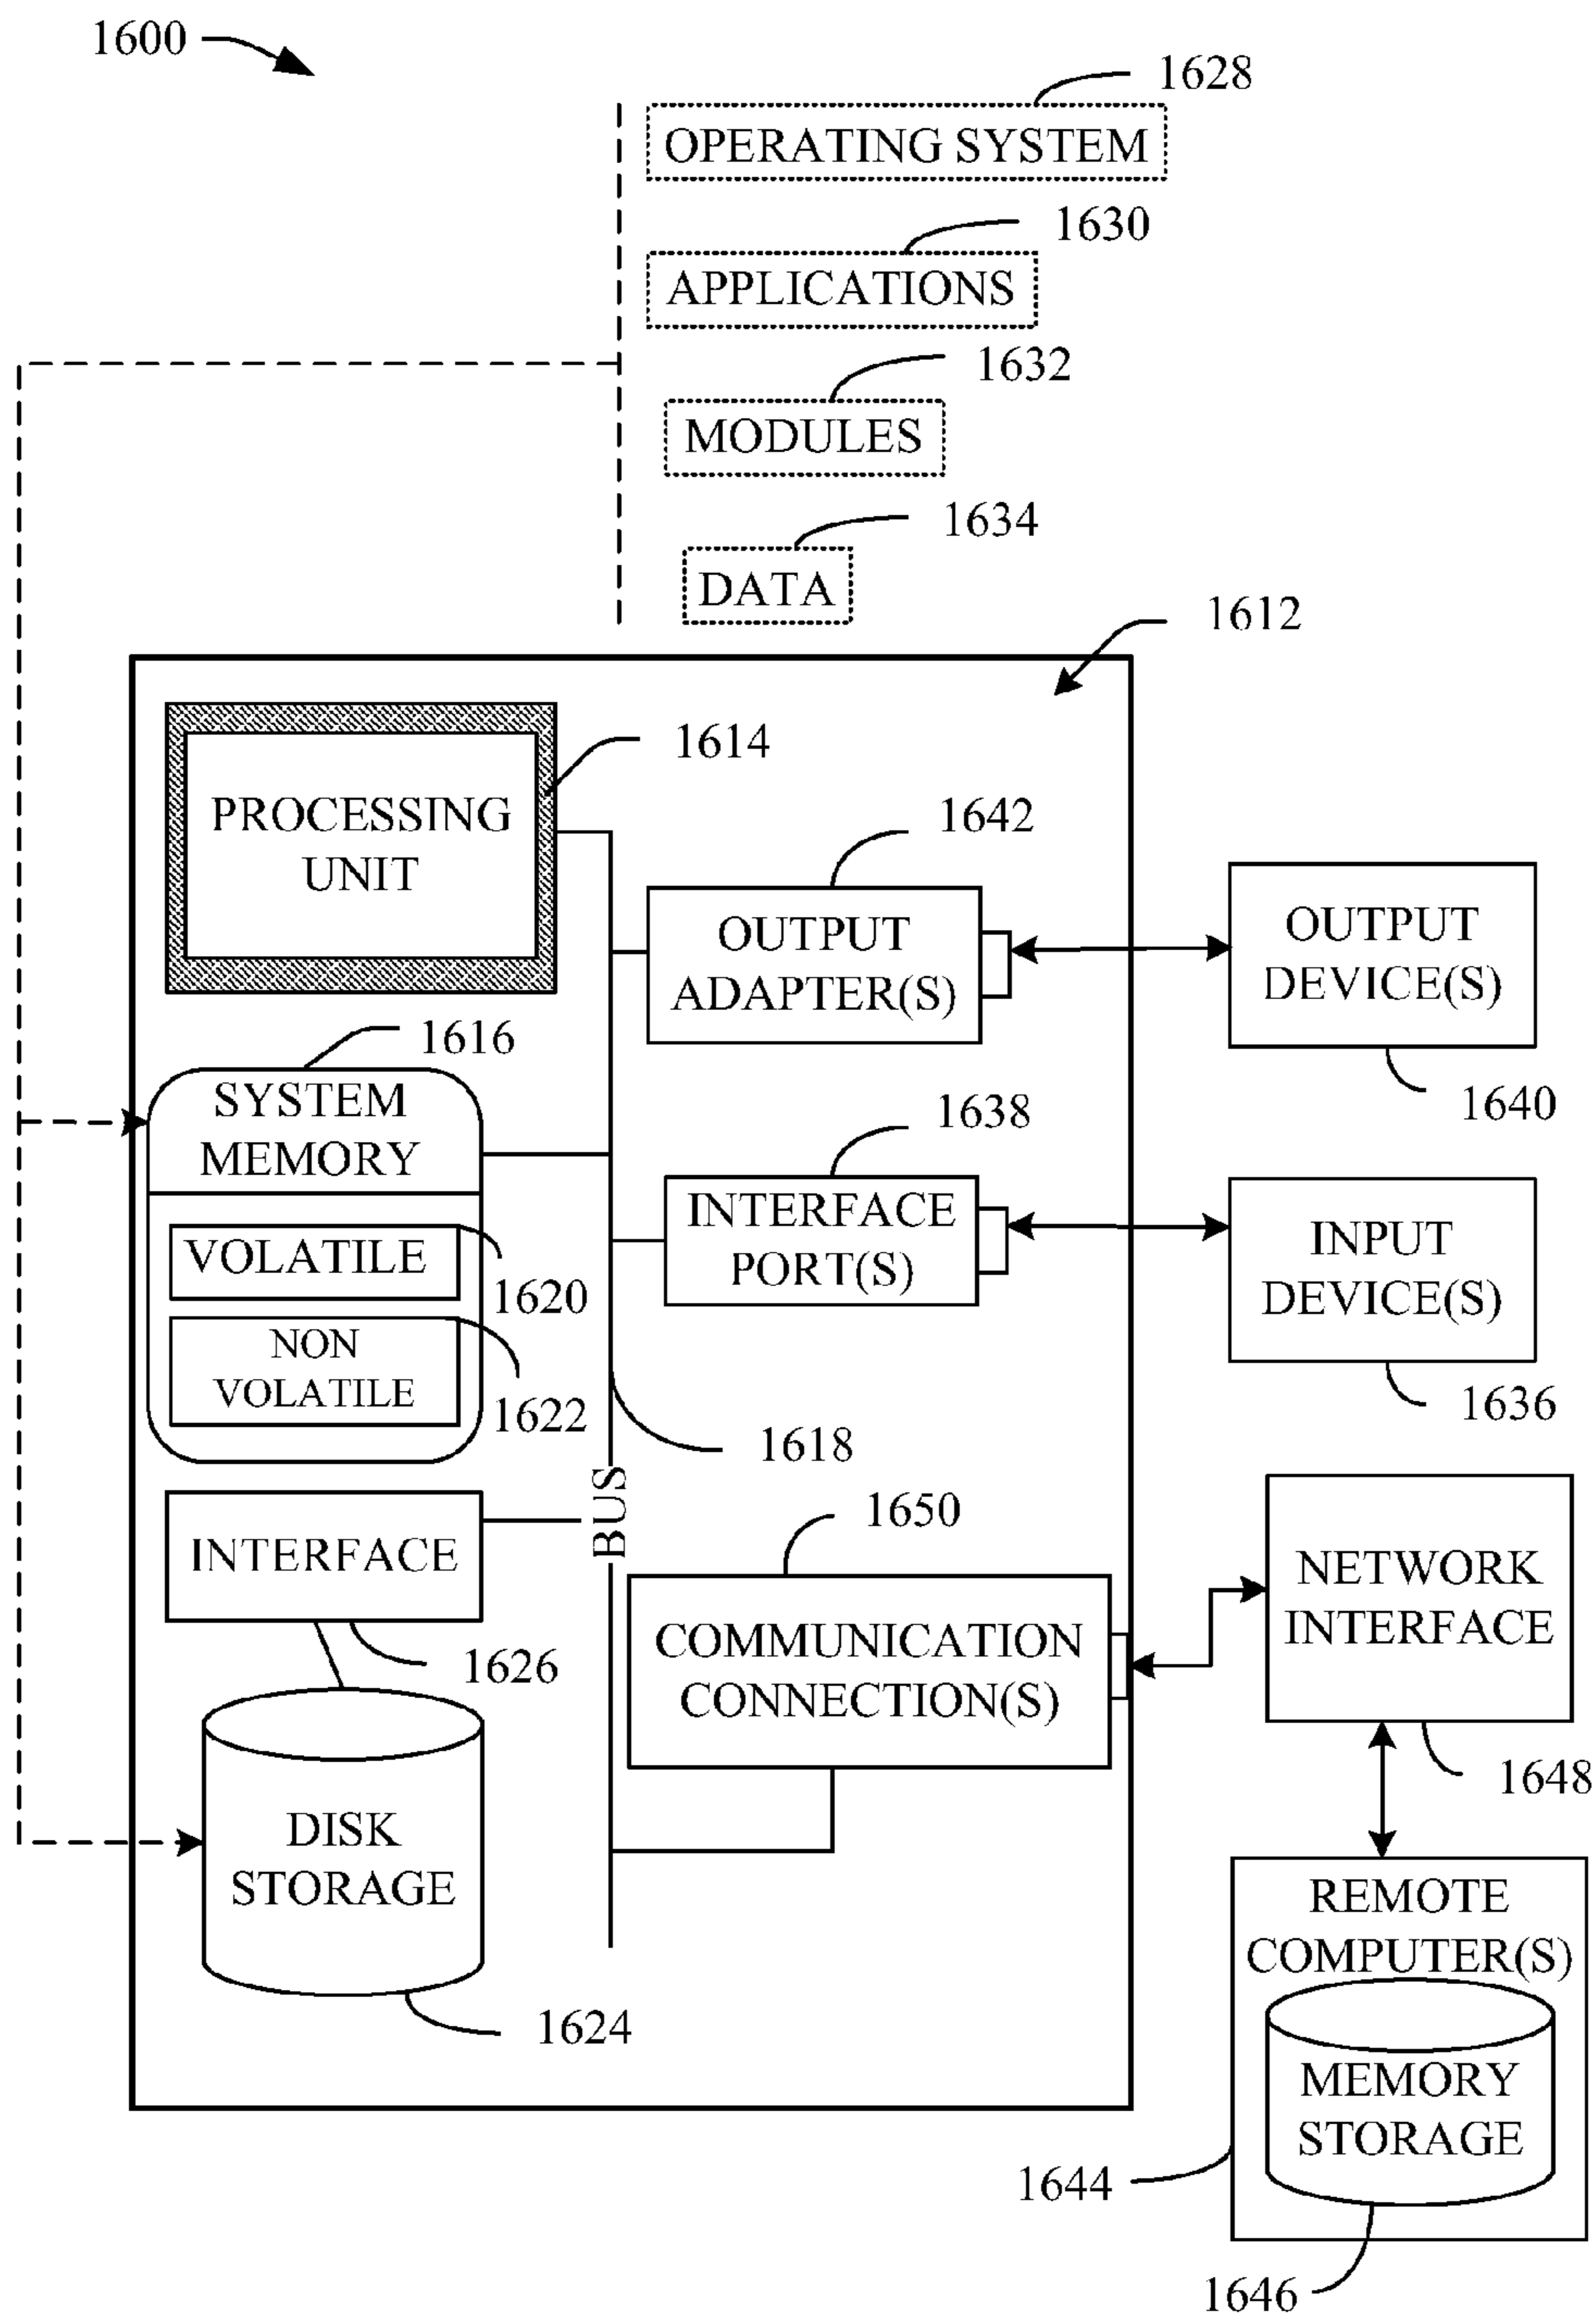 1600
1628
OPERATING SYSTEM
1630
APPLICATIONS
1632
MODULES
1634
DATA
1612
1614
PROCESSING
UNIT
1642
OUTPUT
ADAPTER(S)
OUTPUT
DEVICE(S)
1640
1616
SYSTEM
MEMORY
VOLATILE
1620
NON
VOLATILE
1622
1638
INTERFACE
PORT(S)
INPUT
DEVICE(S)
1636
1618
BUS
INTERFACE
1626
1650
COMMUNICATION
CONNECTION(S)
NETWORK
INTERFACE
1648
DISK
STORAGE
1624
REMOTE
COMPUTER(S)
MEMORY
STORAGE
1644
1646